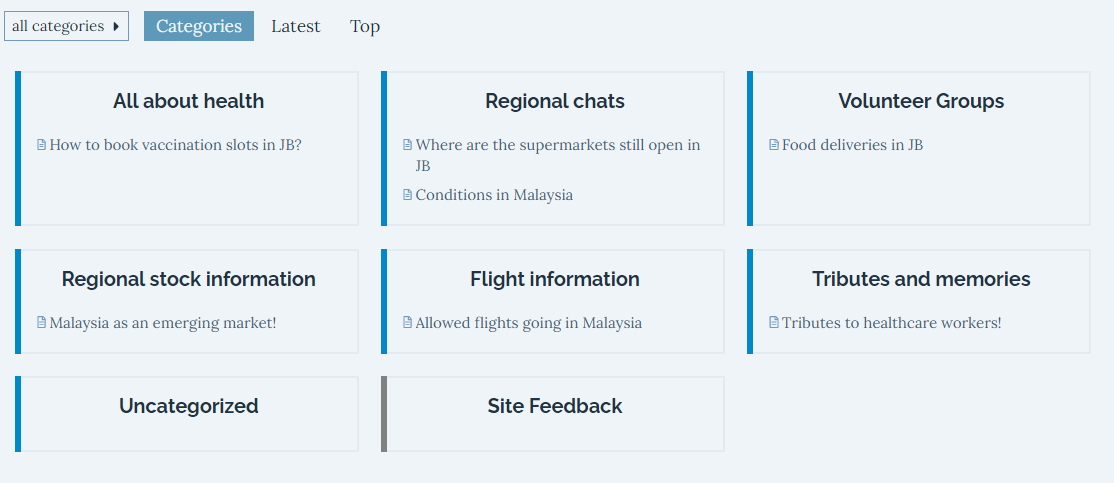 all categories
Categories
Latest
Top
All about health
How to book vaccination slots in JB?
Regional chats
Where are the supermarkets still open in
JB
Conditions in Malaysia
Volunteer Groups
Food deliveries in JB
Regional stock information
Malaysia as an emerging market!
Flight information
Allowed flights going in Malaysia
Tributes and memories
Tributes to healthcare workers!
Uncategorized
Site Feedback